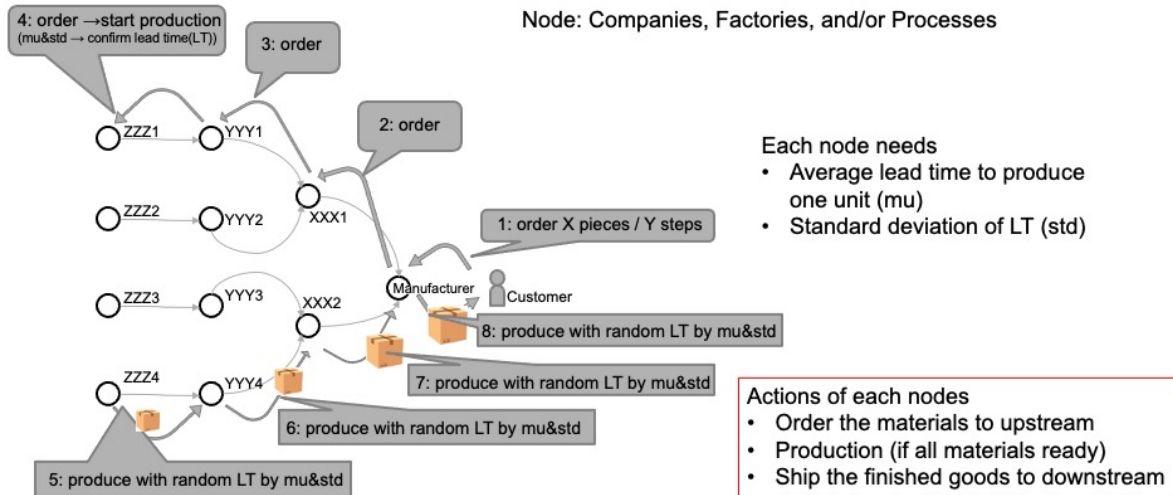 Node: Companies, Factories, and/or Processes
4: order →start production
(mu&std → confirm lead time(LT))
3: order
2: order
1: order X pieces / Y steps
ZZZ1
YYY1
XXX1
ZZZ2
YYY2
ZZZ3
YYY3
XXX2
Manufacturer
Customer
ZZZ4
YYY4
8: produce with random LT by mu&std
7: produce with random LT by mu&std
6: produce with random LT by mu&std
5: produce with random LT by mu&std
Each node needs
• Average lead time to produce
one unit (mu)
• Standard deviation of LT (std)
Actions of each nodes
• Order the materials to upstream
• Production (if all materials ready)
• Ship the finished goods to downstream